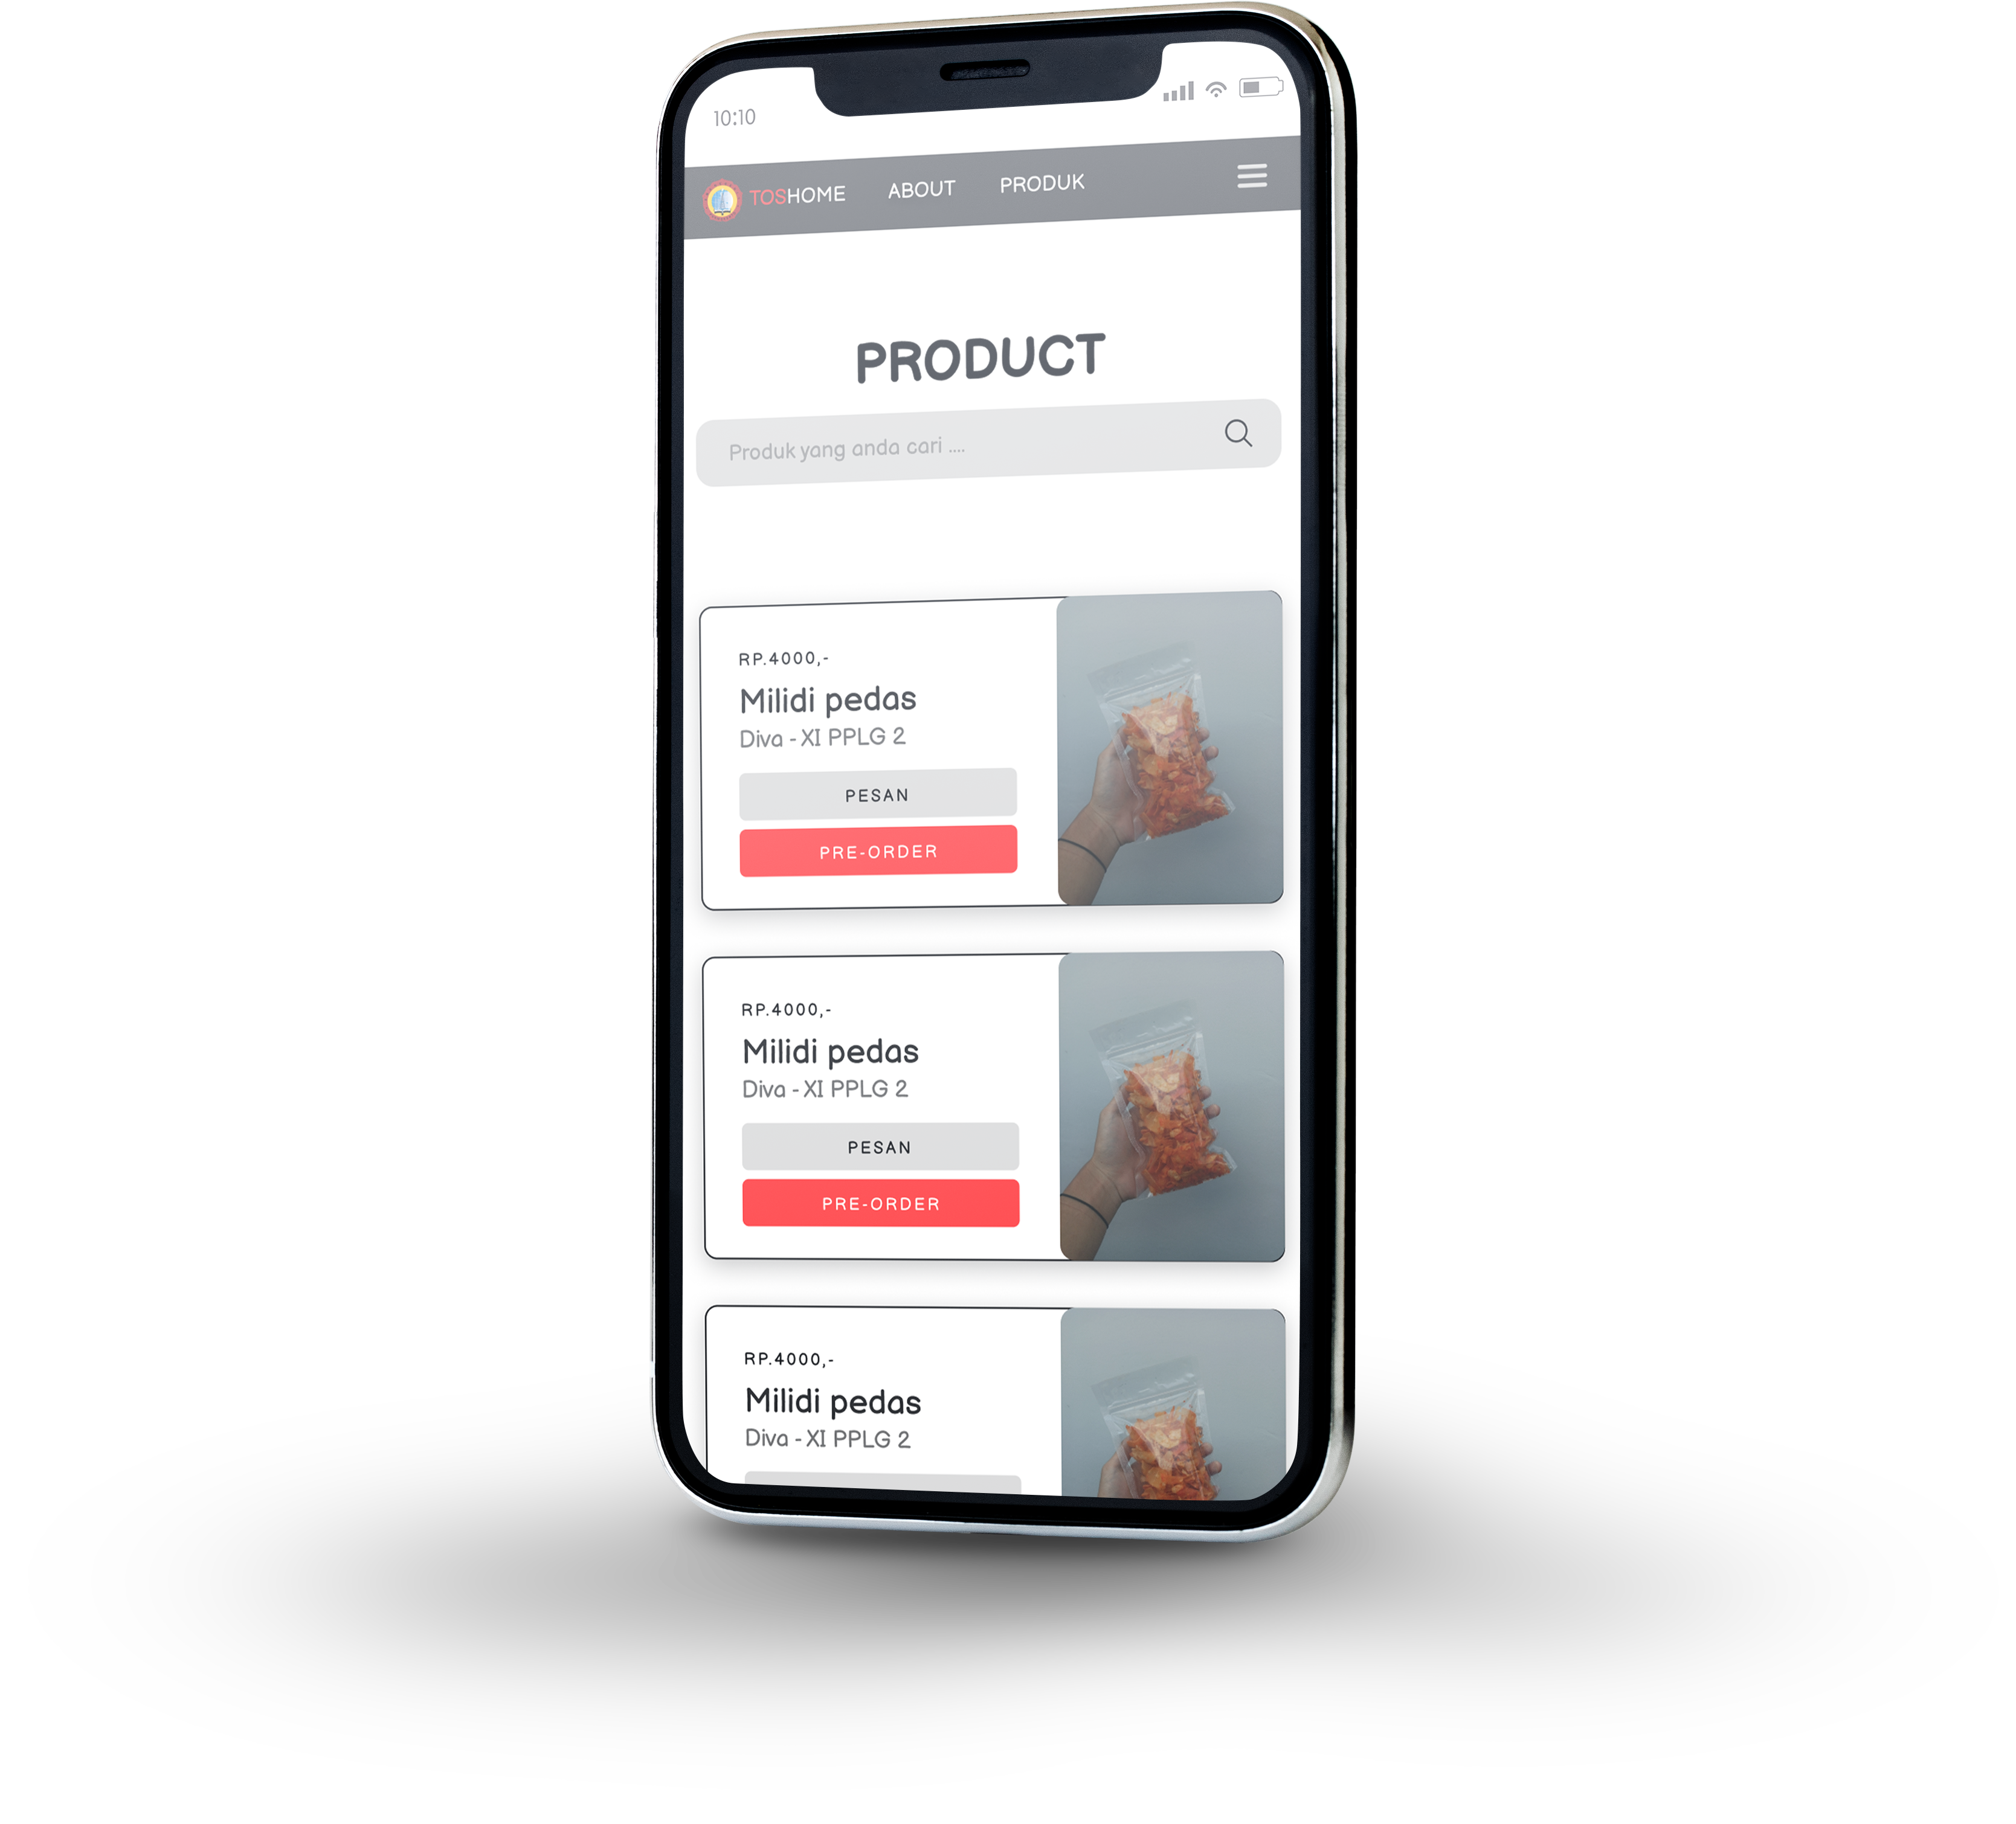 10:10
TOSHOME ABOUT PRODUK
PRODUCT
Produk yang anda cari ....
RP.4000,-
Milidi pedas
Diva - XI PPLG 2
PESAN
PRE-ORDER
RP.4000,-
Milidi pedas
Diva - XI PPLG 2
PESAN
PRE-ORDER
RP.4000,-
Milidi pedas
Diva - XI PPLG 2